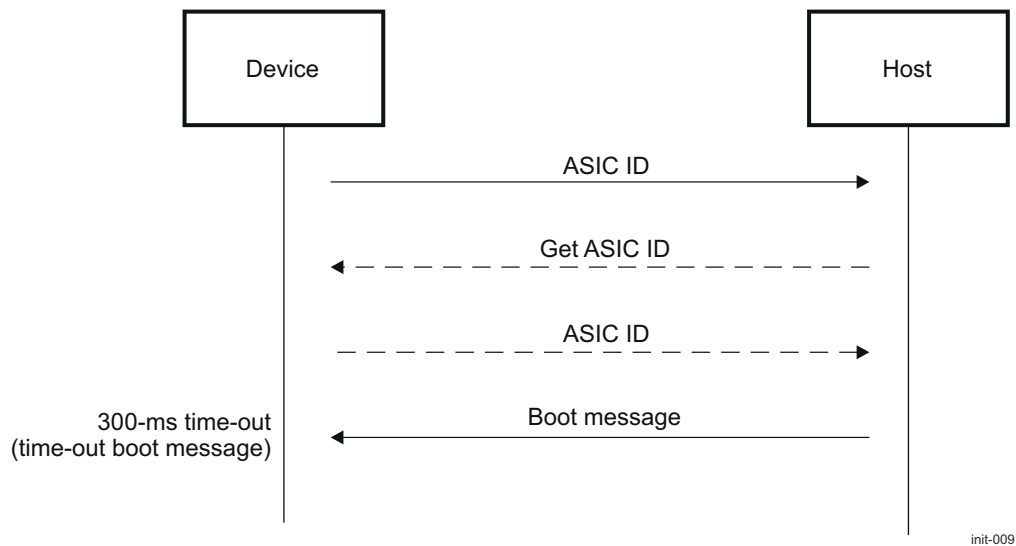 Device
Host
ASIC ID
Get ASIC ID
ASIC ID
Boot message
300-ms time-out
(time-out boot message)
init-009